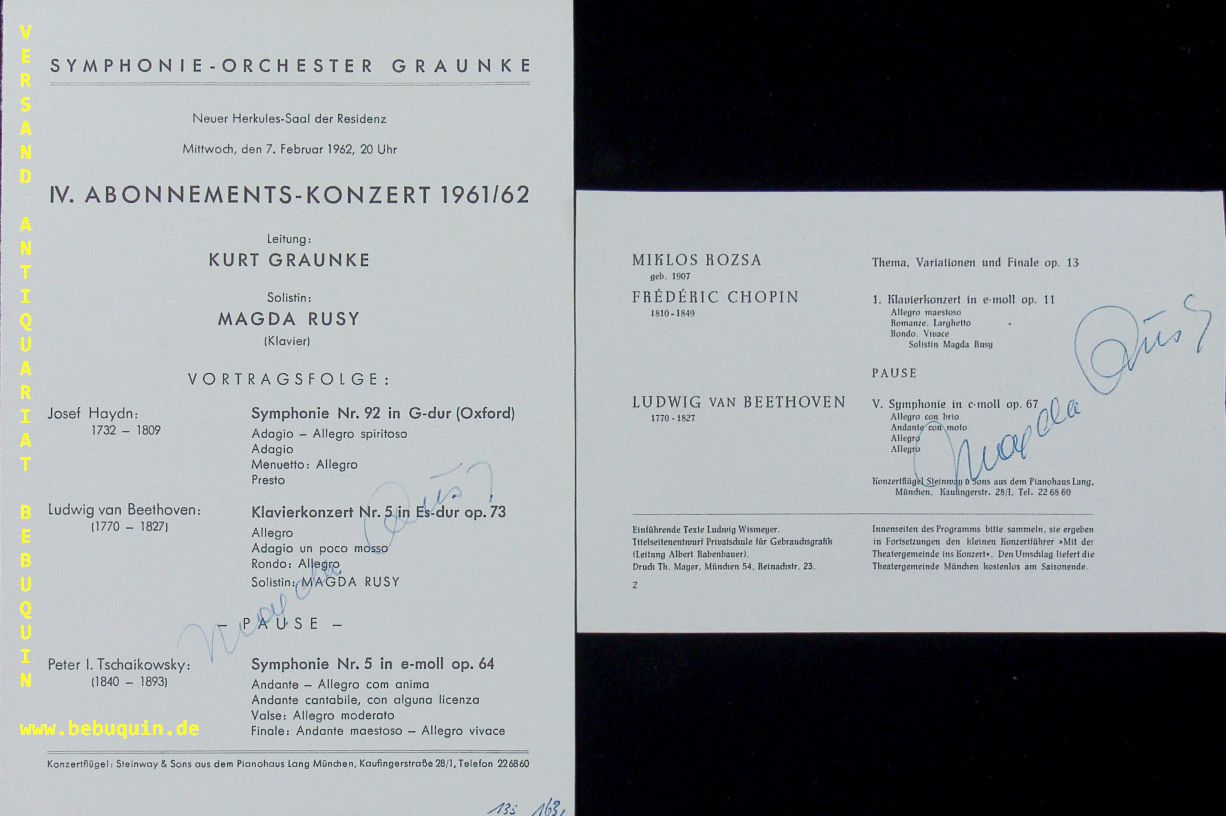 VERSAND ANTIQUARIAT BEBUQUIN
www.bebuquin.de
SYMPHONIE-ORCHESTER GRAUNKE
Neuer Herkules-Saal der Residenz
Mittwoch, den 7. Februar 1962, 20 Uhr
IV. ABONNEMENTS-KONZERT 1961/62
Leitung:
KURT GRAUNKE
Solistin:
MAGDA RUSY
(Klavier)
VORTRAGSFOLGE:
Josef Haydn: Symphonie Nr. 92 in G-dur (Oxford)
1732 – 1809 Adagio – Allegro spiritoso
Adagio
Menuetto: Allegro
Presto
Ludwig van Beethoven: Klavierkonzert Nr. 5 in Es-dur op. 73
(1770 – 1827) Allegro
Adagio un poco mosso
Rondo: Allegro
Solistin: MAGDA RUSY
Magda Rusy
– PAUSE –
Peter I. Tschaikowsky: Symphonie Nr. 5 in e-moll op. 64
(1840 – 1893) Andante – Allegro com anima
Andante cantabile, con alguna licenza
Valse: Allegro moderato
Finale: Andante maestoso – Allegro vivace
Konzertflügel: Steinway & Sons aus dem Pianohaus Lang München, Kaufingerstraße 28/1, Telefon 226860
MIKLOS ROZSA Thema, Variationen und Finale op. 13
geb. 1907
FRÉDÉRIC CHOPIN 1. Klavierkonzert in e-moll op. 11
1810-1849 Allegro maestoso
Romanze. Larghetto
Rondo. Vivace
Solistin Magda Rusy
PAUSE
LUDWIG VAN BEETHOVEN V. Symphonie in c-moll op. 67
1770 - 1827 Allegro con brio
Andante con moto
Allegro
Allegro
Magda Rusy
Konzertflügel Steinway & Sons aus dem Pianohaus Lang,
München. Kaufingerstr. 28/I. Tel. 22 68 60
Einführende Texte Ludwig Wismeyer.
Titelseitenentwurf Privatschule für Gebrauchsgrafik
(Leitung Albert Rabenbauer).
Druck Th. Mayer, München 54, Reinachstr. 23.
2
Innenseiten des Programms bitte sammeln, sie ergeben
in Fortsetzungen den kleinen Konzertführer »Mit der
Theatergemeinde ins Konzert«. Den Umschlag liefert die
Theatergemeinde München kostenlos am Saisonende.